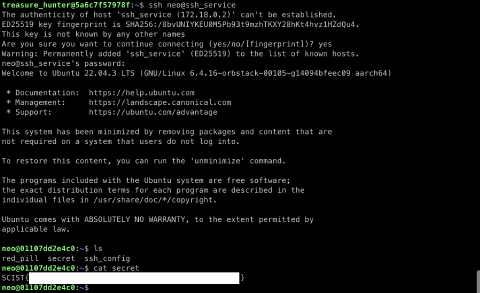 treasure_hunter@5a6c7f57978f:~$ ssh neo@ssh_service
The authenticity of host 'ssh_service (172.18.0.2)' can't be established.
ED25519 key fingerprint is SHA256:/8bvUNIYKEU0M5Pb93t9mzhTKXY28hKt4hvz1HZdQu4.
This key is not known by any other names
Are you sure you want to continue connecting (yes/no/[fingerprint])? yes
Warning: Permanently added 'ssh_service' (ED25519) to the list of known hosts.
neo@ssh_service's password:
Welcome to Ubuntu 22.04.3 LTS (GNU/Linux 6.4.16-orbstack-00105-g14094bfeec09 aarch64)
* Documentation: https://help.ubuntu.com
* Management: https://landscape.canonical.com
* Support: https://ubuntu.com/advantage
This system has been minimized by removing packages and content that are
not required on a system that users do not log into.
To restore this content, you can run the 'unminimize' command.
The programs included with the Ubuntu system are free software;
the exact distribution terms for each program are described in the
individual files in /usr/share/doc/*/copyright.
Ubuntu comes with ABSOLUTELY NO WARRANTY, to the extent permitted by
applicable law.
neo@01107dd2e4c0:~$ ls
red_pill secret ssh_config
neo@01107dd2e4c0:~$ cat secret
SCIST{ }
neo@01107dd2e4c0:~$